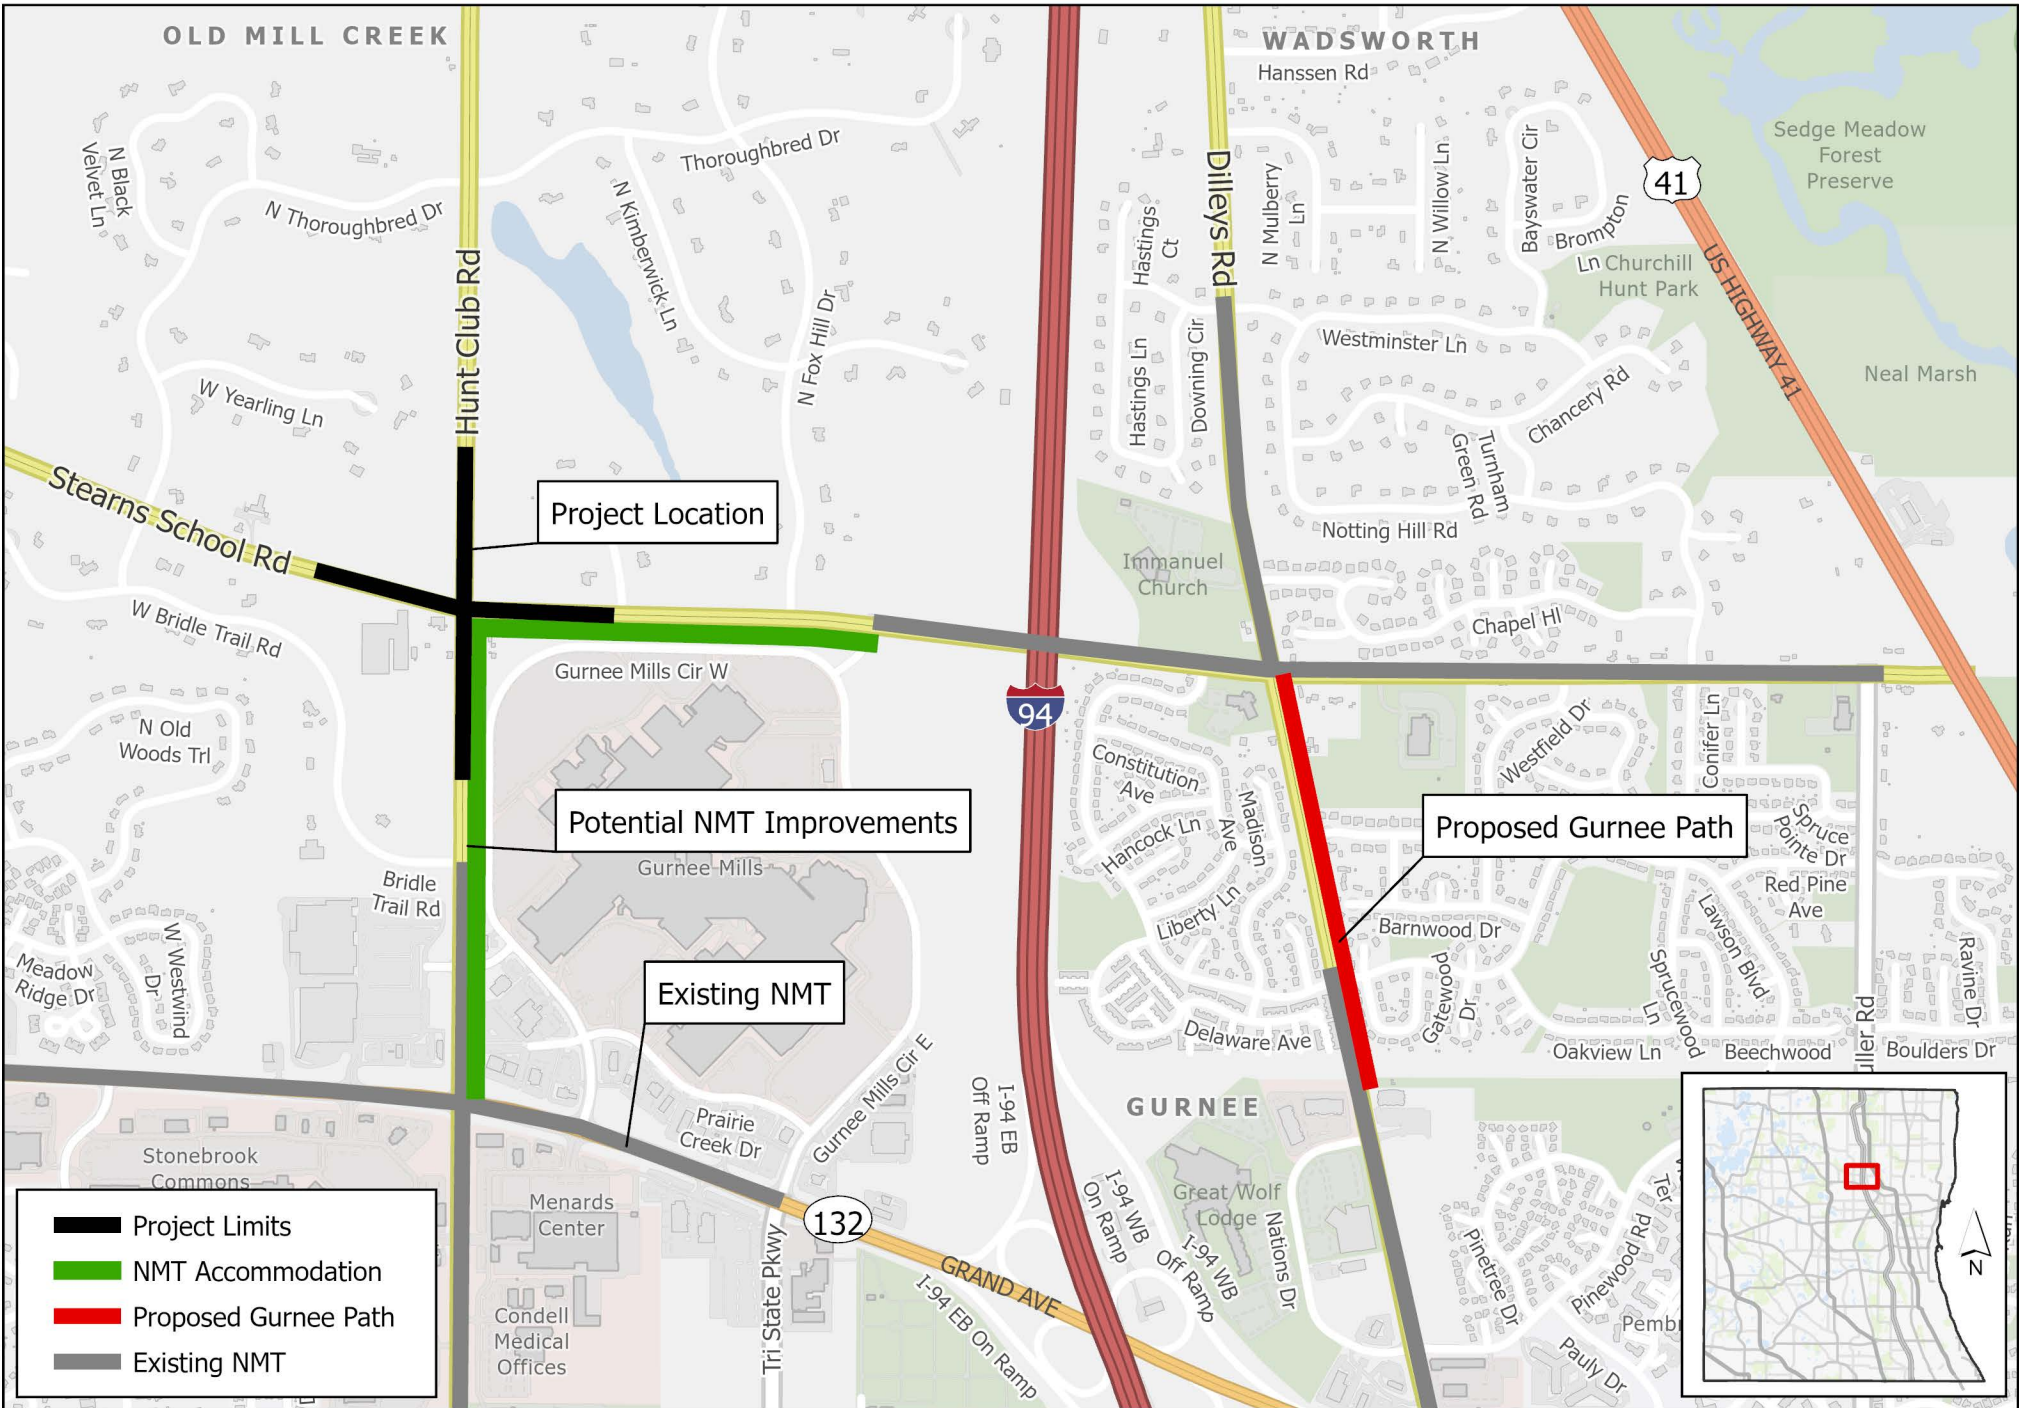 OLD MILL CREEK
WADSWORTH
Hanssen Rd
Sedge Meadow
Forest
Preserve
41
N Black
Velvet Ln
Thoroughbred Dr
N Thoroughbred Dr
N Kimberwick Ln
Dilleys Rd
N Mulberry
Ln
N Willow Ln
Bayswater Cir
Brompton
Ln
Churchill
Hunt Park
Hastings
Ct
US HIGHWAY 41
Hunt Club Rd
N Fox Hill Dr
Hastings Ln
Downing Cir
Westminster Ln
Neal Marsh
W Yearling Ln
Chancery Rd
Turnham
Green Rd
Stearns School Rd
Project Location
Notting Hill Rd
Immanuel
Church
W Bridle Trail Rd
Chapel Hl
Gurnee Mills Cir W
94
N Old
Woods Trl
Constitution
Ave
Madison
Ave
Westfield Dr
Conifer Ln
Potential NMT Improvements
Proposed Gurnee Path
Spruce
Pointe Dr
Hancock Ln
Gurnee Mills
Bridle
Trail Rd
Red Pine
Ave
Liberty Ln
Barnwood Dr
Lawson Blvd
W Westwind
Dr
Meadow
Ridge Dr
Existing NMT
Gatewood
Dr
Sprucewood
Ln
Ravine Dr
Delaware Ave
Oakview Ln
Beechwood
Boulders Dr
uller Rd
Gurnee Mills Cir E
I-94 EB
Off Ramp
GURNEE
Prairie
Creek Dr
Stonebrook
Commons
Menards
Center
132
I-94 WB
On Ramp
Great Wolf
Lodge
Nations Dr
I-94 WB
Off Ramp
Pinetree Dr
Pinewood Rd
Ter
GRAND AVE
Tri State Pkwy
I-94 EB On Ramp
Condell
Medical
Offices
Pemb
Pauly Dr
N
Project Limits
NMT Accommodation
Proposed Gurnee Path
Existing NMT